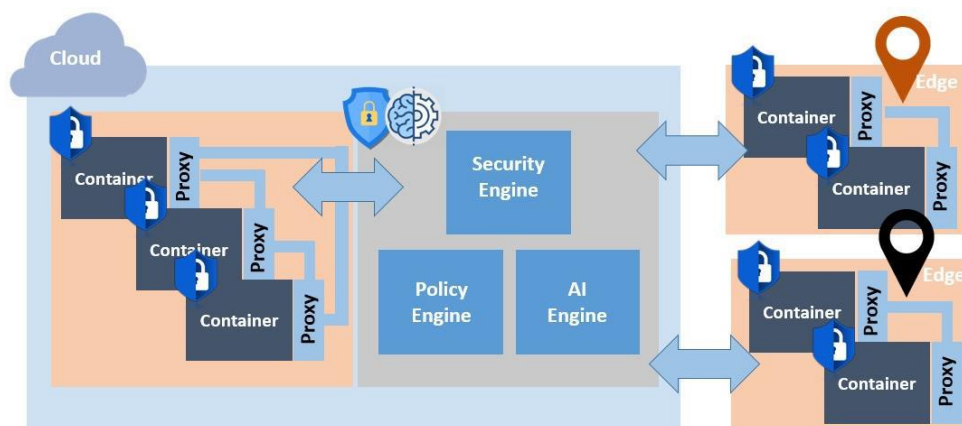 Cloud
Container
Proxy
Container
Proxy
Container
Proxy
Security
Engine
Policy
Engine
AI
Engine
Edge
Container
Proxy
Container
Proxy
Edge
Container
Proxy
Container
Proxy